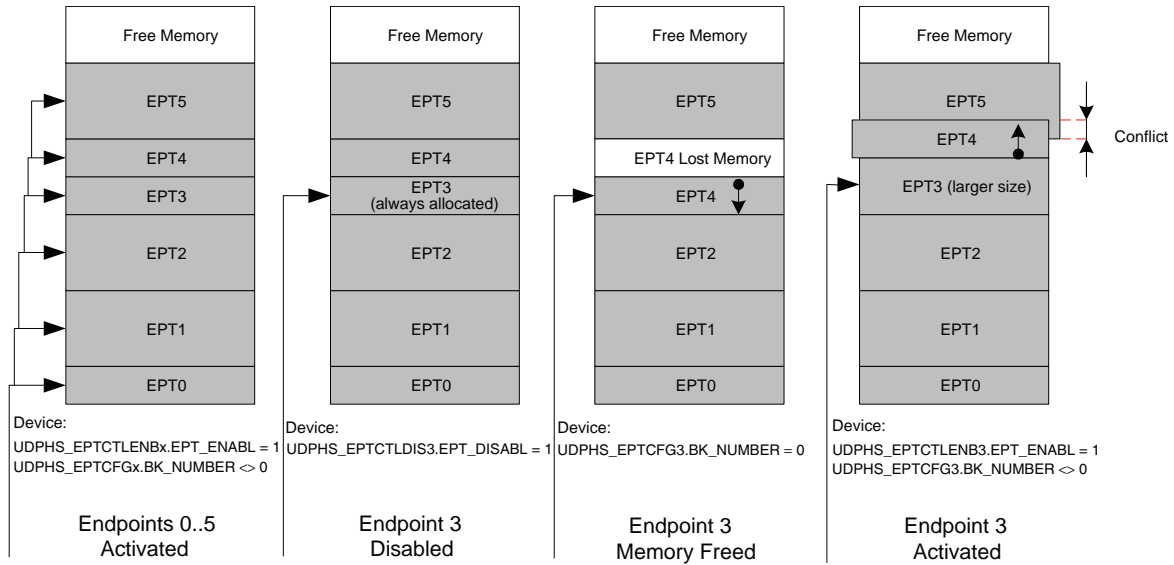 Free Memory
EPT5
EPT4
EPT3
EPT2
EPT1
EPT0
Device:
UDPHS_EPTCTLENBx.EPT_ENABL = 1
UDPHS_EPTCFGx.BK_NUMBER <> 0
Endpoints 0..5
Activated
Free Memory
EPT5
EPT4
EPT3
(always allocated)
EPT2
EPT1
EPT0
Device:
UDPHS_EPTCTLDIS3.EPT_DISABL = 1
Endpoint 3
Disabled
Free Memory
EPT5
EPT4 Lost Memory
EPT4
EPT2
EPT1
EPT0
Device:
UDPHS_EPTCFG3.BK_NUMBER = 0
Endpoint 3
Memory Freed
Free Memory
EPT5
EPT4
Conflict
EPT3 (larger size)
EPT2
EPT1
EPT0
Device:
UDPHS_EPTCTLENB3.EPT_ENABL = 1
UDPHS_EPTCFG3.BK_NUMBER <> 0
Endpoint 3
Activated